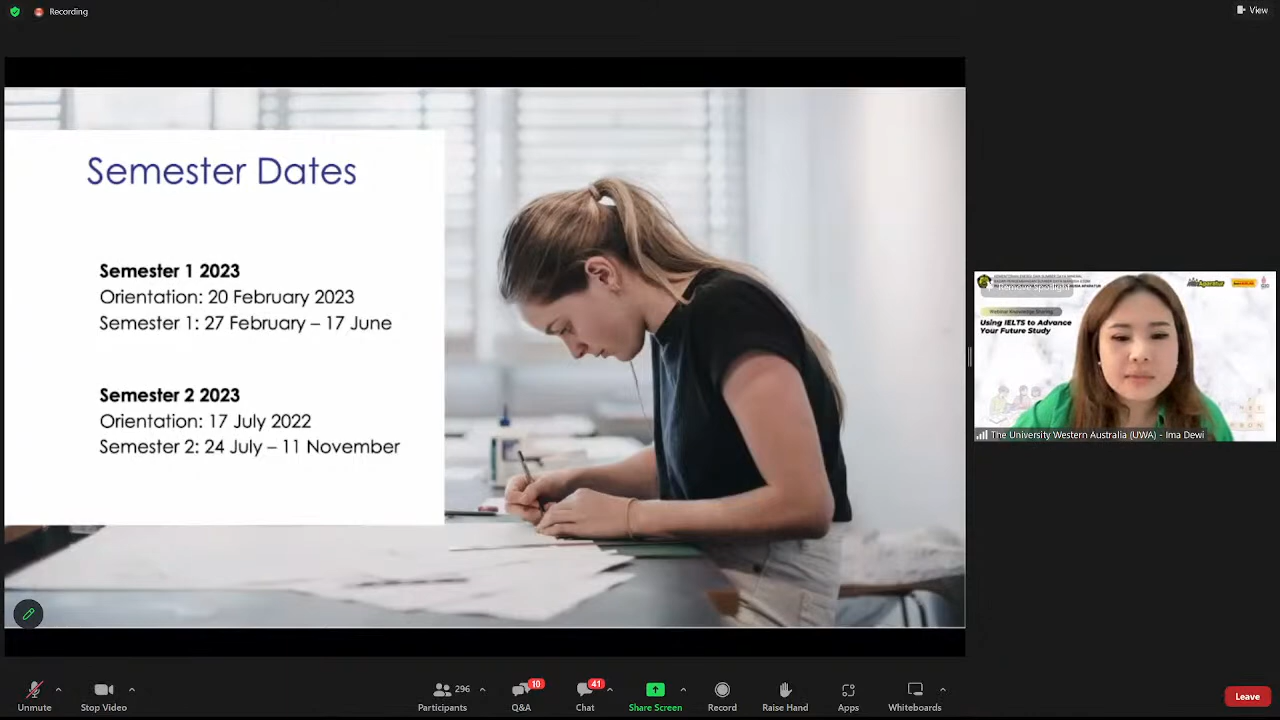 Recording
View
Semester Dates
Semester 1 2023
Orientation: 20 February 2023
Semester 1: 27 February – 17 June
Semester 2 2023
Orientation: 17 July 2022
Semester 2: 24 July – 11 November
Webinar Knowledge Sharing
Using IELTS to Advance
Your Future Study
The University Western Australia (UWA) - Ima Dewi
296
10
41
Unmute
Stop Video
Participants
Q&A
Chat
Share Screen
Record
Raise Hand
Apps
Whiteboards
Leave